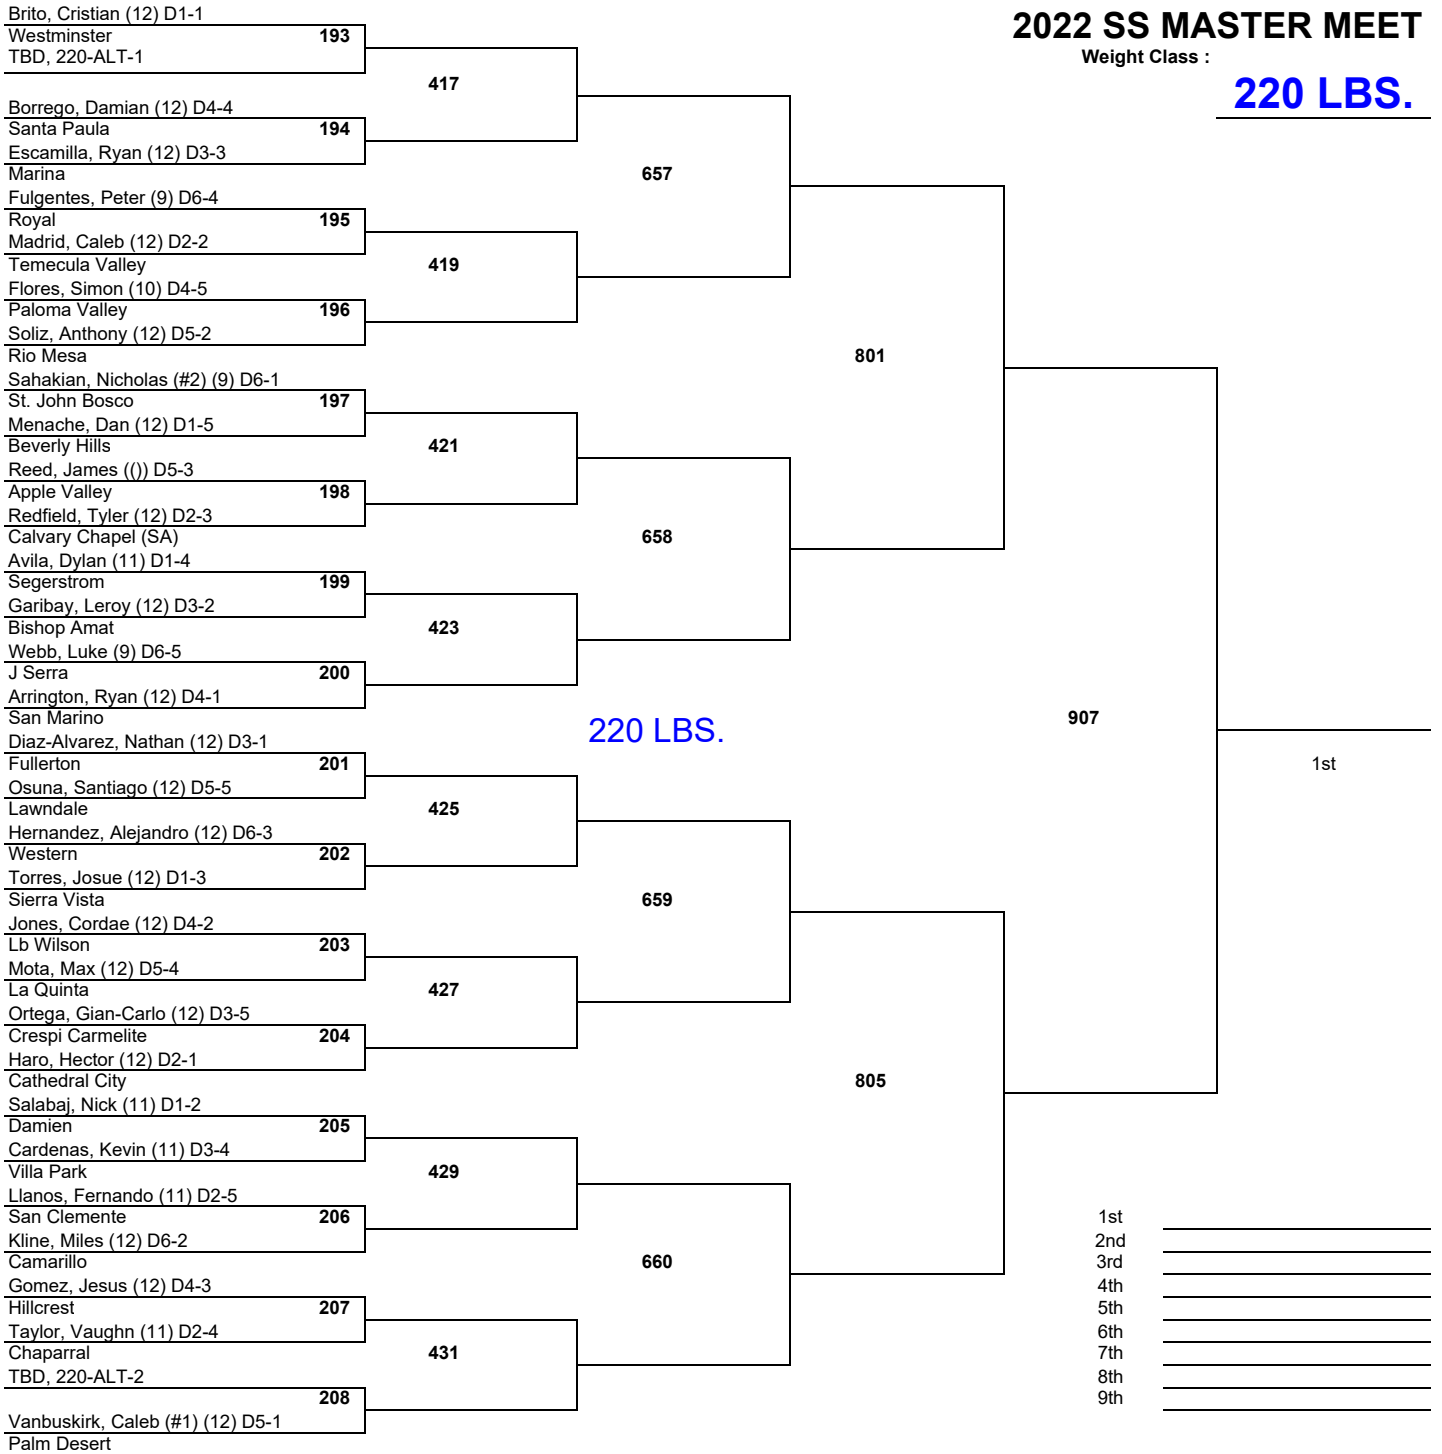 2022 SS MASTER MEET
Weight Class :
220 LBS.
Brito, Cristian (12) D1-1
Westminster 193
TBD, 220-ALT-1
417
Borrego, Damian (12) D4-4
Santa Paula 194
Escamilla, Ryan (12) D3-3
Marina
657
Fulgentes, Peter (9) D6-4
Royal 195
Madrid, Caleb (12) D2-2
Temecula Valley
419
Flores, Simon (10) D4-5
Paloma Valley 196
Soliz, Anthony (12) D5-2
Rio Mesa
801
Sahakian, Nicholas (#2) (9) D6-1
St. John Bosco 197
Menache, Dan (12) D1-5
Beverly Hills
421
Reed, James (()) D5-3
Apple Valley 198
Redfield, Tyler (12) D2-3
Calvary Chapel (SA)
658
Avila, Dylan (11) D1-4
Segerstrom 199
Garibay, Leroy (12) D3-2
Bishop Amat
423
Webb, Luke (9) D6-5
J Serra 200
Arrington, Ryan (12) D4-1
San Marino
907
220 LBS.
Diaz-Alvarez, Nathan (12) D3-1
Fullerton 201
1st
Osuna, Santiago (12) D5-5
Lawndale
425
Hernandez, Alejandro (12) D6-3
Western 202
Torres, Josue (12) D1-3
Sierra Vista
659
Jones, Cordae (12) D4-2
Lb Wilson 203
Mota, Max (12) D5-4
La Quinta
427
Ortega, Gian-Carlo (12) D3-5
Crespi Carmelite 204
Haro, Hector (12) D2-1
Cathedral City
805
Salabaj, Nick (11) D1-2
Damien 205
Cardenas, Kevin (11) D3-4
Villa Park
429
Llanos, Fernando (11) D2-5
San Clemente 206
Kline, Miles (12) D6-2
Camarillo
660
Gomez, Jesus (12) D4-3
Hillcrest 207
Taylor, Vaughn (11) D2-4
Chaparral
431
TBD, 220-ALT-2
208
Vanbuskirk, Caleb (#1) (12) D5-1
Palm Desert
1st
2nd
3rd
4th
5th
6th
7th
8th
9th